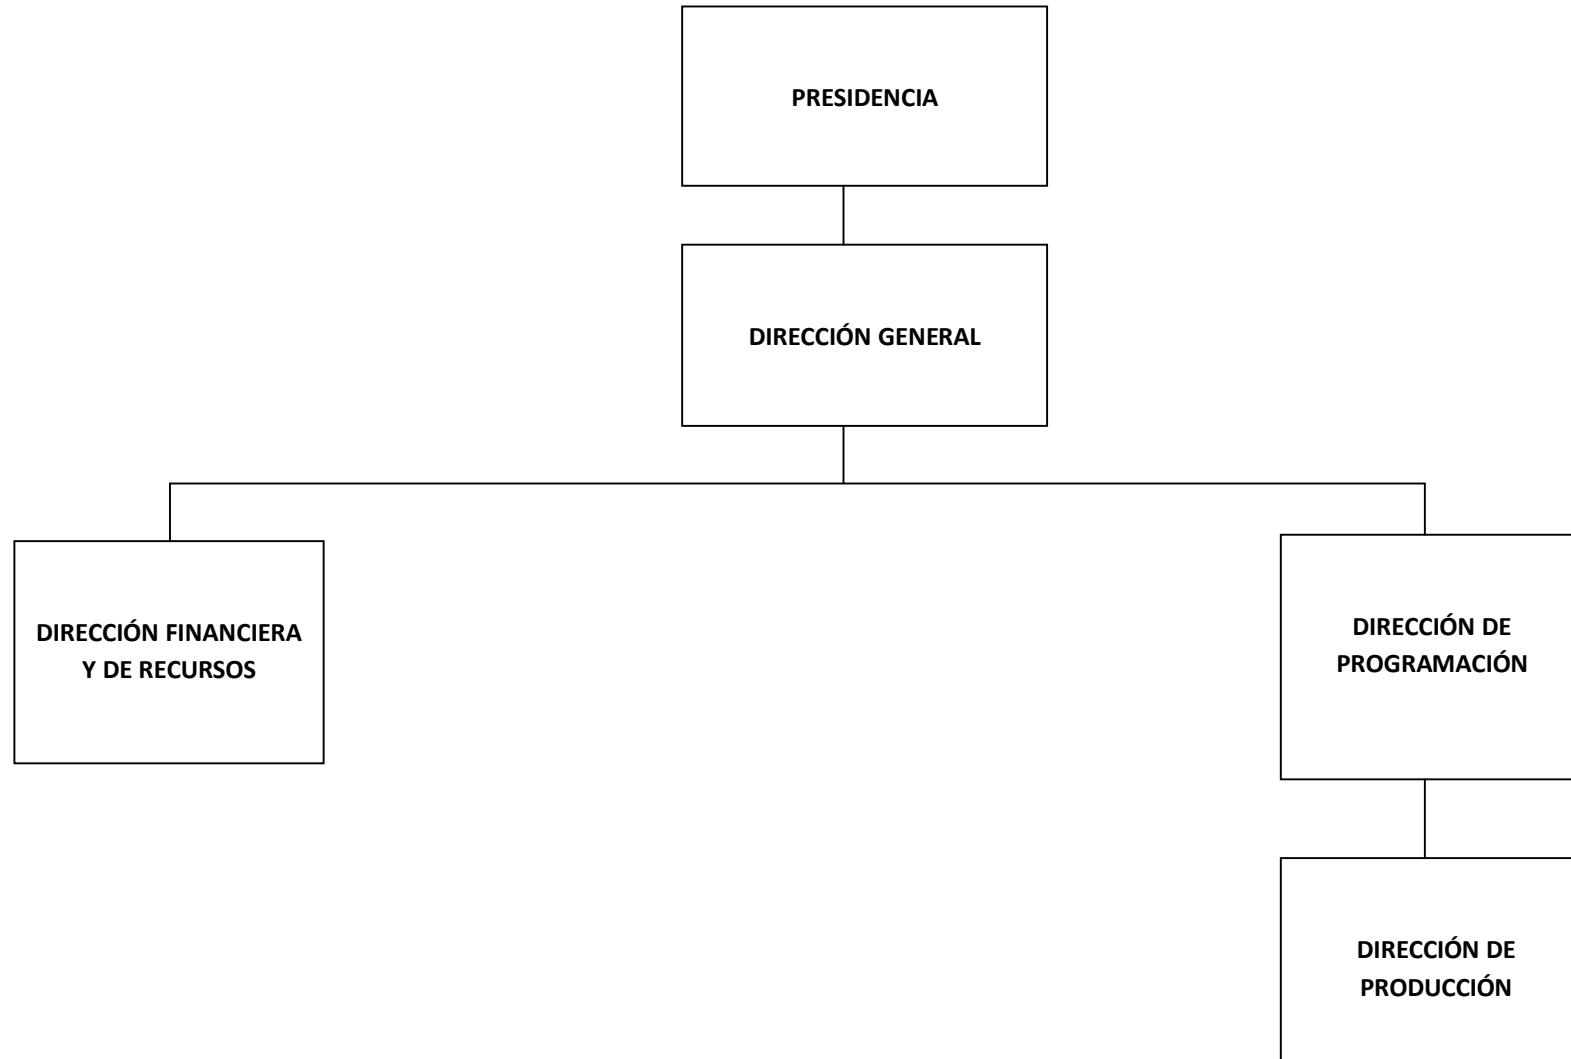 PRESIDENCIA
DIRECCIÓN GENERAL
DIRECCIÓN FINANCIERA
Y DE RECURSOS
DIRECCIÓN DE
PROGRAMACIÓN
DIRECCIÓN DE
PRODUCCIÓN